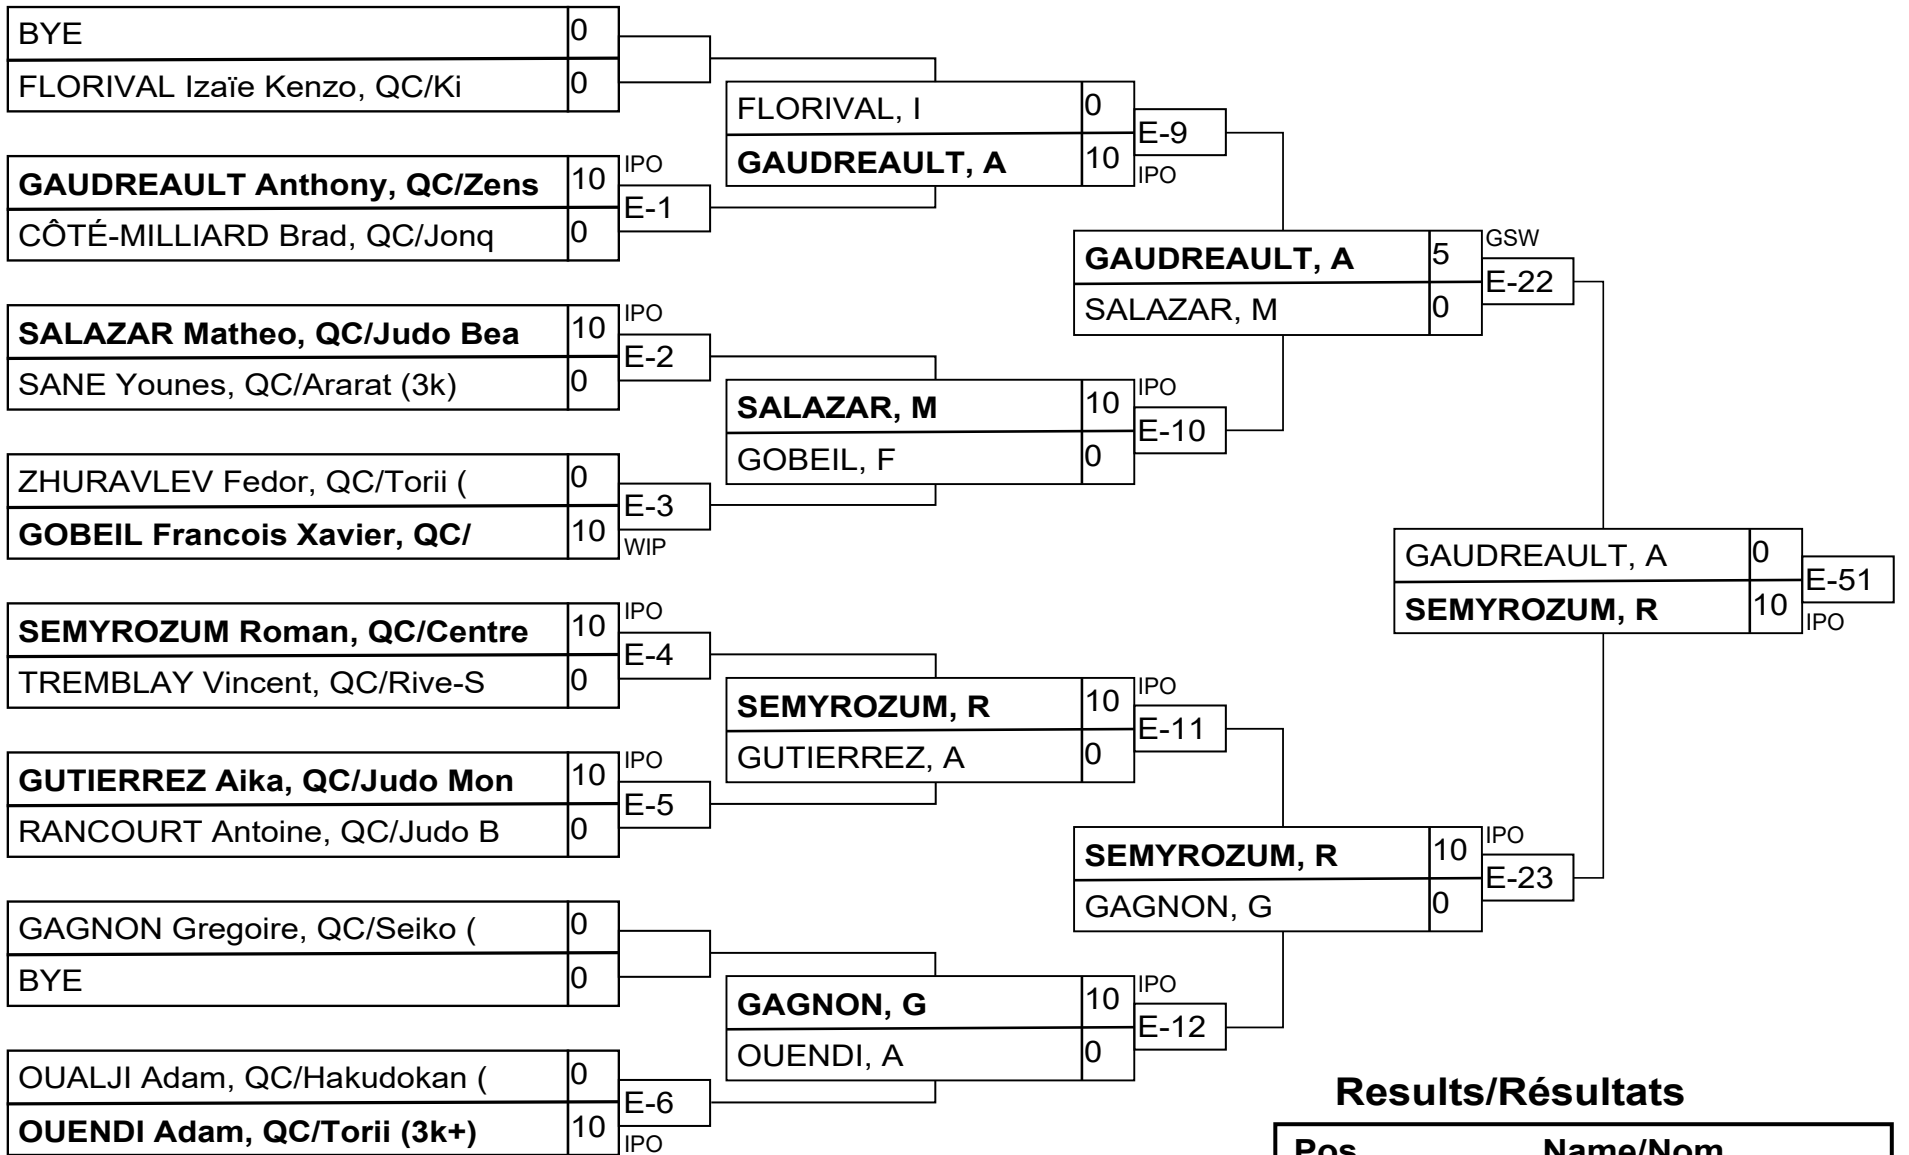 BYE 0
FLORIVAL Izaïe Kenzo, QC/Ki 0
GAUDREAULT Anthony, QC/Zens 10 IPO
E-1
CÔTÉ-MILLIARD Brad, QC/Jonq 0
SALAZAR Matheo, QC/Judo Bea 10 IPO
E-2
SANE Younes, QC/Ararat (3k) 0
ZHURAVLEV Fedor, QC/Torii ( 0
E-3
GOBEIL Francois Xavier, QC/ 10 WIP
SEMYROZUM Roman, QC/Centre 10 IPO
E-4
TREMBLAY Vincent, QC/Rive-S 0
GUTIERREZ Aika, QC/Judo Mon 10 IPO
E-5
RANCOURT Antoine, QC/Judo B 0
GAGNON Gregoire, QC/Seiko ( 0
BYE 0
OUALJI Adam, QC/Hakudokan ( 0
E-6
OUENDI Adam, QC/Torii (3k+) 10 IPO
FLORIVAL, I 0
E-9
GAUDREAULT, A 10 IPO
SALAZAR, M 10 IPO
E-10
GOBEIL, F 0
SEMYROZUM, R 10 IPO
E-11
GUTIERREZ, A 0
GAGNON, G 10 IPO
E-12
OUENDI, A 0
GAUDREAULT, A 5 GSW
E-22
SALAZAR, M 0
SEMYROZUM, R 10 IPO
E-23
GAGNON, G 0
GAUDREAULT, A 0
E-51
SEMYROZUM, R 10 IPO
Results/Résultats
Pos Name/Nom